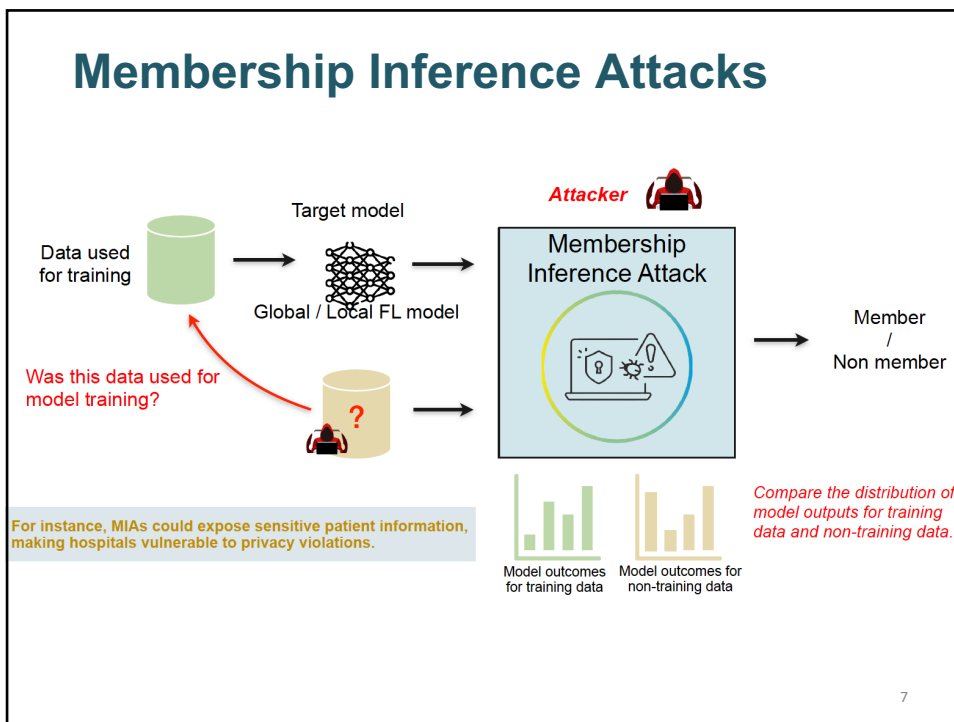 Membership Inference Attacks
Attacker
Target model
Data used
for training
Global / Local FL model
Membership
Inference Attack
Member
/
Non member
Was this data used for
model training?
?
For instance, MIAs could expose sensitive patient information,
making hospitals vulnerable to privacy violations.
Model outcomes
for training data
Model outcomes for
non-training data
Compare the distribution of
model outputs for training
data and non-training data.
7